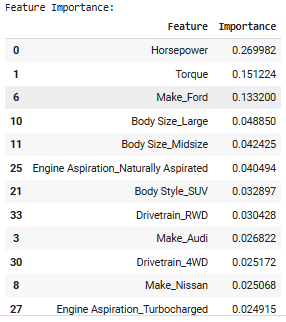 Feature Importance:
Feature Importance
0 Horsepower 0.269982
1 Torque 0.151224
6 Make_Ford 0.133200
10 Body Size_Large 0.048850
11 Body Size_Midsize 0.042425
25 Engine Aspiration_Naturally Aspirated 0.040494
21 Body Style_SUV 0.032897
33 Drivetrain_RWD 0.030428
3 Make_Audi 0.026822
30 Drivetrain_4WD 0.025172
8 Make_Nissan 0.025068
27 Engine Aspiration_Turbocharged 0.024915